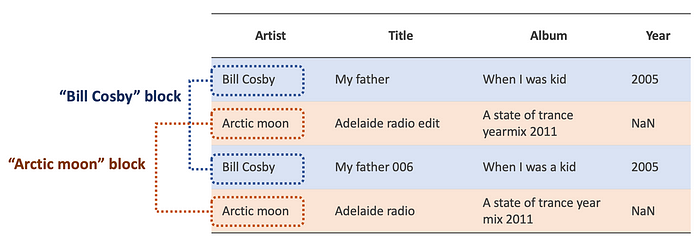 Artist Title Album Year
Bill Cosby My father When I was kid 2005
“Bill Cosby” block
Arctic moon Adelaide radio edit A state of trance
yearmix 2011 NaN
“Arctic moon” block
Bill Cosby My father 006 When I was a kid 2005
Arctic moon Adelaide radio A state of trance year
mix 2011 NaN